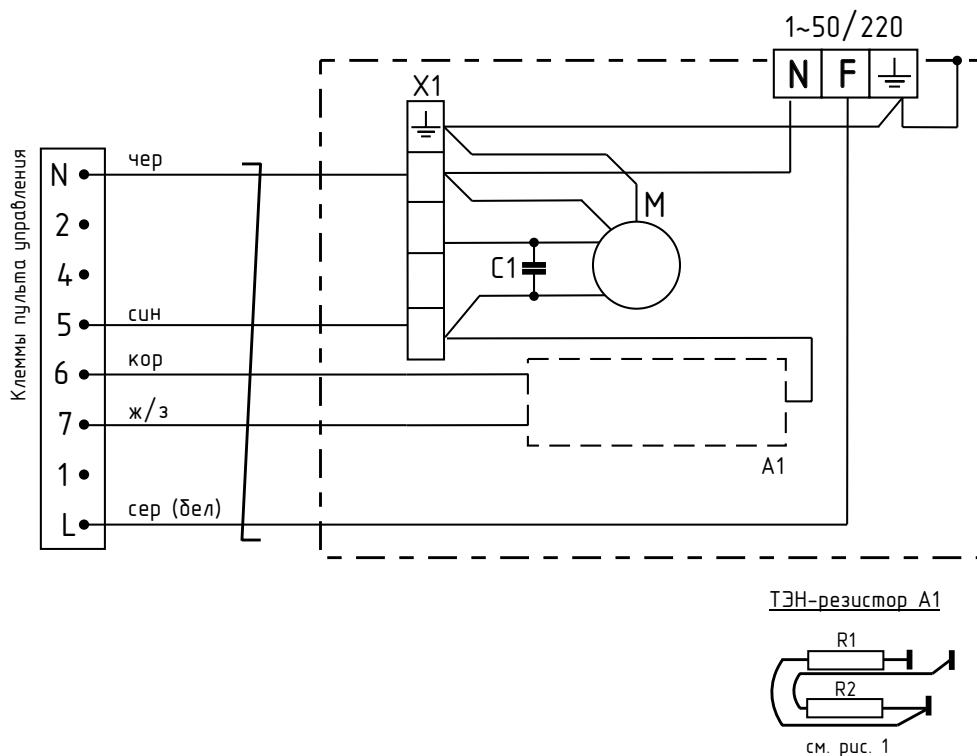 1~50/220
N F
X1
Клеммы пульта управления
N
чер
2
M
4
C1
5
син
6
кор
7
ж/з
A1
1
L
сер (бел)
ТЭН-резистор А1
R1
R2
см. рис. 1